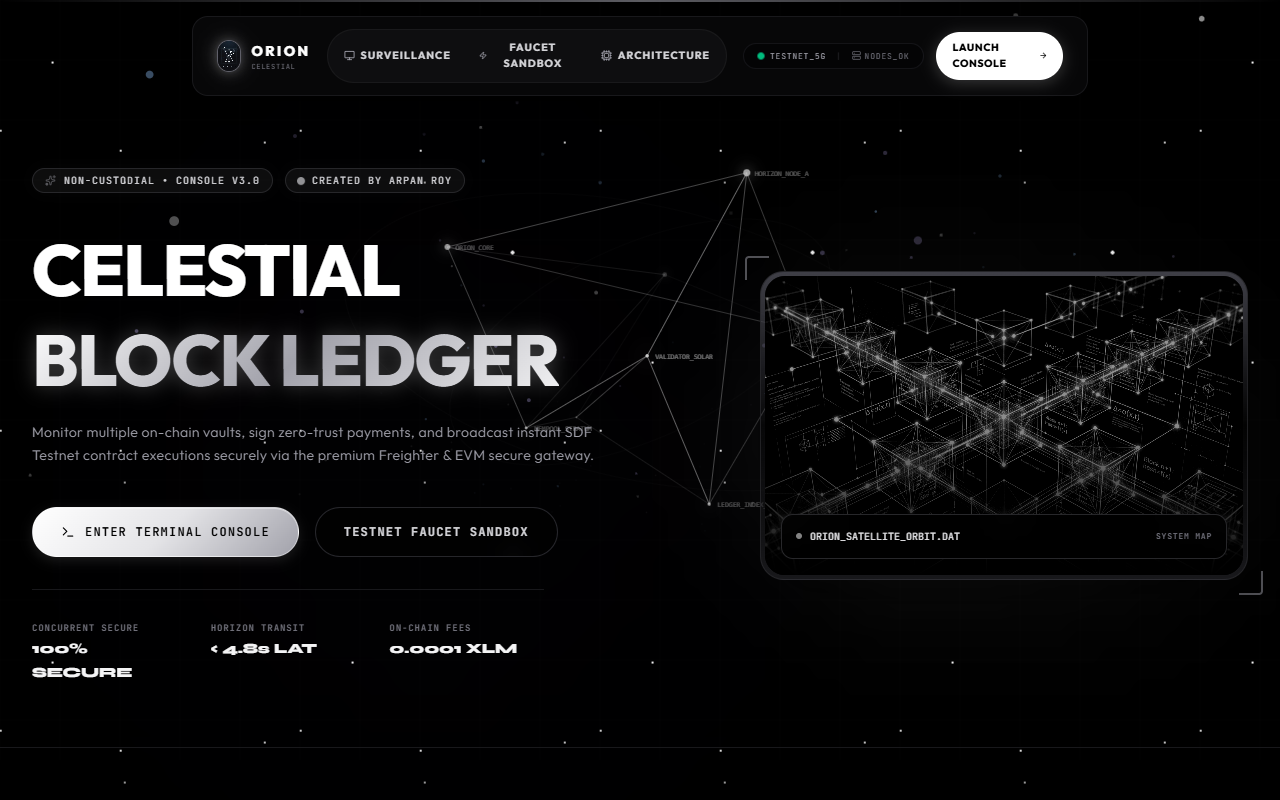 ORION
CELESTIAL
SURVEILLANCE
FAUCET
SANDBOX
ARCHITECTURE
TESTNET_5G
NODES_OK
LAUNCH
CONSOLE
NON-CUSTODIAL • CONSOLE V3.0
CREATED BY ARPAN ROY
HORIZON_NODE_A
ORION_CORE
CELESTIAL
BLOCK LEDGER
VALIDATOR_SOLAR
Monitor multiple on-chain vaults, sign zero-trust payments, and broadcast instant SDF
Testnet contract executions securely via the premium Freighter & EVM secure gateway.
ENTER TERMINAL CONSOLE
TESTNET FAUCET SANDBOX
ORION_SATELLITE_ORBIT.DAT
SYSTEM MAP
CONCURRENT SECURE
100%
SECURE
HORIZON TRANSIT
< 4.8s LAT
ON-CHAIN FEES
0.0001 XLM